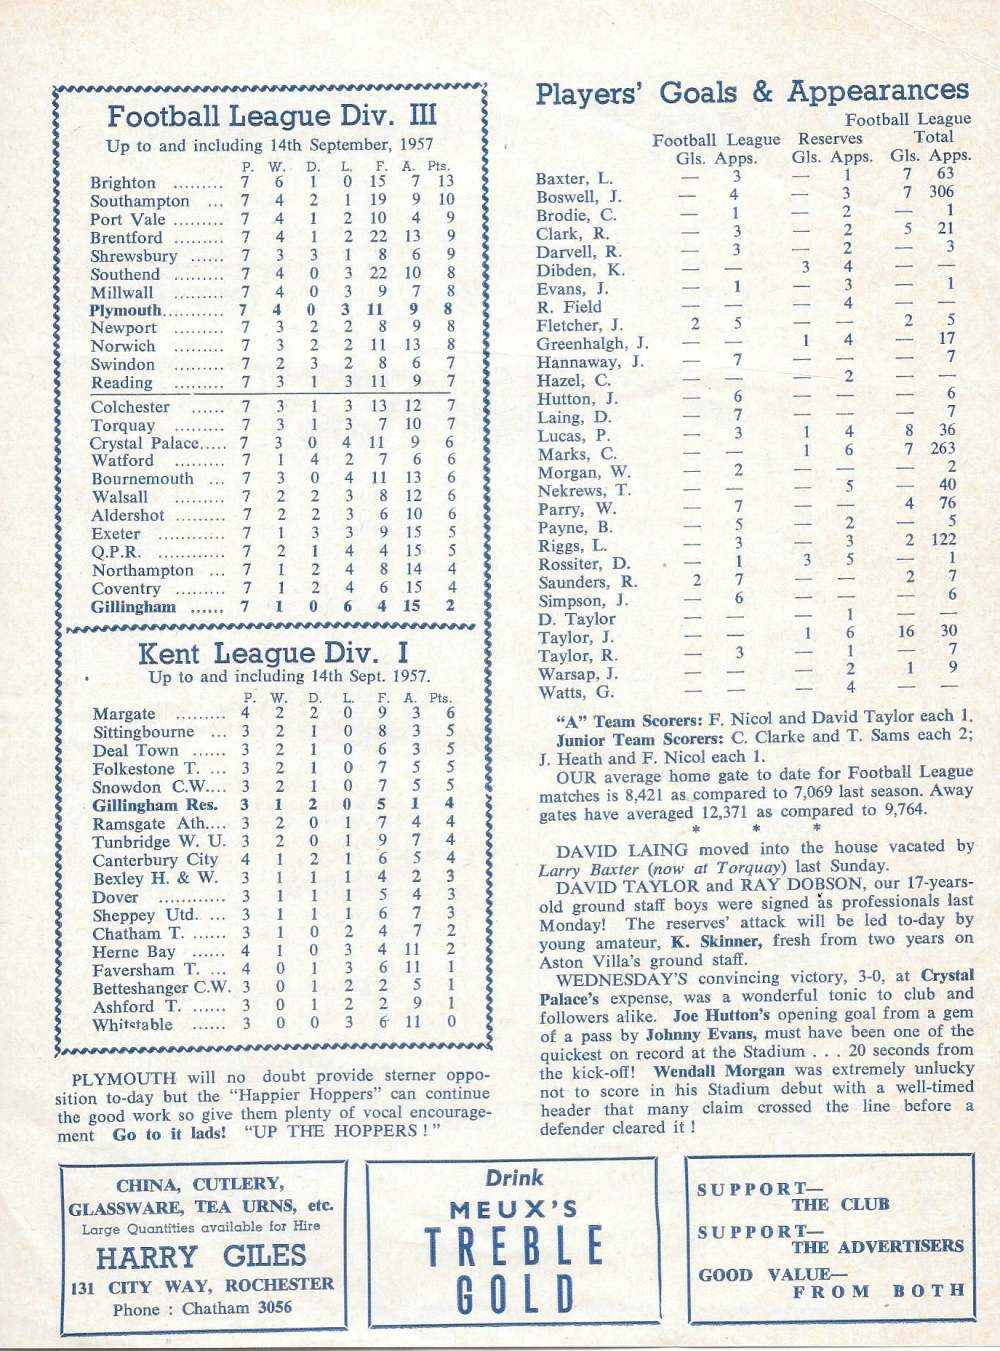 Football League Div. III
Up to and including 14th September, 1957
P. W. D. L. F. A. Pts.
Brighton ......... 7 6 1 0 15 7 13
Southampton ... 7 4 2 1 19 9 10
Port Vale ......... 7 4 1 2 10 4 9
Brentford ......... 7 4 1 2 22 13 9
Shrewsbury ...... 7 3 3 1 8 6 9
Southend ......... 7 4 0 3 22 10 8
Millwall ......... 7 4 0 3 9 7 8
Plymouth........... 7 4 0 3 11 9 8
Newport ......... 7 3 2 2 8 9 8
Norwich ......... 7 3 2 2 11 13 8
Swindon ......... 7 2 3 2 8 6 7
Reading ......... 7 3 1 3 11 9 7
Colchester ...... 7 3 1 3 13 12 7
Torquay ......... 7 3 1 3 7 10 7
Crystal Palace..... 7 3 0 4 11 9 6
Watford ......... 7 1 4 2 7 6 6
Bournemouth ... 7 3 0 4 11 13 6
Walsall ......... 7 2 2 3 8 12 6
Aldershot ......... 7 2 2 3 6 10 6
Exeter ............ 7 1 3 3 9 15 5
Q.P.R. ............ 7 2 1 4 4 15 5
Northampton ... 7 1 2 4 8 14 4
Coventry ......... 7 1 2 4 6 15 4
Gillingham ...... 7 1 0 6 4 15 2
Kent League Div. I
Up to and including 14th Sept. 1957.
P. W. D. L. F. A. Pts.
Margate ......... 4 2 2 0 9 3 6
Sittingbourne ... 3 2 1 0 8 3 5
Deal Town ...... 3 2 1 0 6 3 5
Folkestone T. ... 3 2 1 0 7 5 5
Snowdon C.W.... 3 2 1 0 7 5 5
Gillingham Res. 3 1 2 0 5 1 4
Ramsgate Ath.... 3 2 0 1 7 4 4
Tunbridge W. U. 3 2 0 1 9 7 4
Canterbury City 4 1 2 1 6 5 4
Bexley H. & W. 3 1 1 1 4 2 3
Dover ............ 3 1 1 1 5 4 3
Sheppey Utd. ... 3 1 1 1 6 7 3
Chatham T. ...... 3 1 0 2 4 7 2
Herne Bay ...... 4 1 0 3 4 11 2
Faversham T. ... 4 0 1 3 6 11 1
Betteshanger C.W. 3 0 1 2 2 5 1
Ashford T. ...... 3 0 1 2 2 9 1
Whitstable ...... 3 0 0 3 6 11 0
PLYMOUTH will no doubt provide sterner oppo-
sition to-day but the "Happier Hoppers" can continue
the good work so give them plenty of vocal encourage-
ment Go to it lads! "UP THE HOPPERS ! "
Players' Goals & Appearances
Football League
Football League Reserves Total
Gls. Apps. Gls. Apps. Gls. Apps.
Baxter, L. — 3 — 1 7 63
Boswell, J. — 4 — 3 7 306
Brodie, C. — 1 — 2 — 1
Clark, R. — 3 — 2 5 21
Darvell, R. — 3 — 2 — 3
Dibden, K. — — 3 4 — —
Evans, J. — 1 — 3 — 1
R. Field — — — 4 — —
Fletcher, J. 2 5 — — 2 5
Greenhalgh, J. — — 1 4 — 17
Hannaway, J. — 7 — — — 7
Hazel, C. — — — 2 — —
Hutton, J. — 6 — — — 6
Laing, D. — 7 — — — 7
Lucas, P. — 3 1 4 8 36
Marks, C. — — 1 6 7 263
Morgan, W. — 2 — — — 2
Nekrews, T. — — — 5 — 40
Parry, W. — 7 — — 4 76
Payne, B. — 5 — 2 — 5
Riggs, L. — 3 — 3 2 122
Rossiter, D. — 1 3 5 — 1
Saunders, R. 2 7 — — 2 7
Simpson, J. — 6 — — — 6
D. Taylor — — — 1 — —
Taylor, J. — — 1 6 16 30
Taylor, R. — 3 — 1 — 7
Warsap, J. — — — 2 1 9
Watts, G. — — — 4 — —
"A" Team Scorers: F. Nicol and David Taylor each 1.
Junior Team Scorers: C. Clarke and T. Sams each 2;
J. Heath and F. Nicol each 1.
OUR average home gate to date for Football League
matches is 8,421 as compared to 7,069 last season. Away
gates have averaged 12,371 as compared to 9,764.
* * *
DAVID LAING moved into the house vacated by
Larry Baxter (now at Torquay) last Sunday.
DAVID TAYLOR and RAY DOBSON, our 17-years-
old ground staff boys were signed as professionals last
Monday! The reserves' attack will be led to-day by
young amateur, K. Skinner, fresh from two years on
Aston Villa's ground staff.
WEDNESDAY'S convincing victory, 3-0, at Crystal
Palace's expense, was a wonderful tonic to club and
followers alike. Joe Hutton's opening goal from a gem
of a pass by Johnny Evans, must have been one of the
quickest on record at the Stadium . . . 20 seconds from
the kick-off! Wendall Morgan was extremely unlucky
not to score in his Stadium debut with a well-timed
header that many claim crossed the line before a
defender cleared it !
CHINA, CUTLERY,
GLASSWARE, TEA URNS, etc.
Large Quantities available for Hire
HARRY GILES
131 CITY WAY, ROCHESTER
Phone : Chatham 3056
Drink
MEUX'S
TREBLE
GOLD
SUPPORT—
THE CLUB
SUPPORT—
THE ADVERTISERS
GOOD VALUE—
FROM BOTH